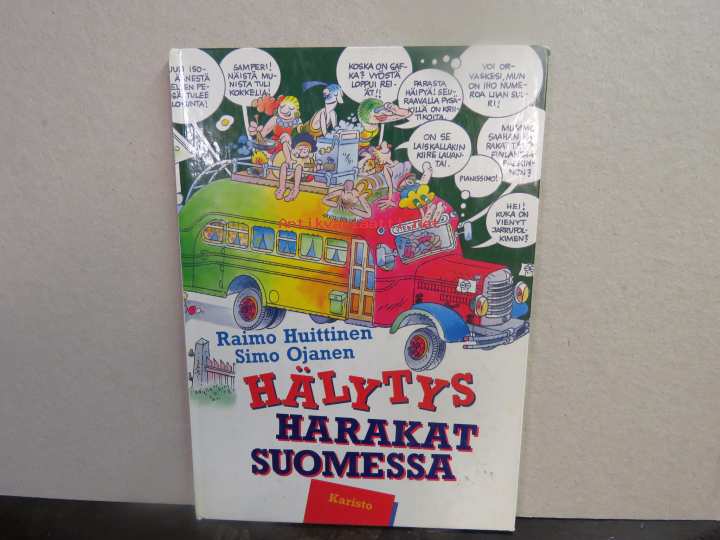 SAMPERI!
NÄISTÄ MU-
NISTA TULI
KOKKELIA!
KOSKA ON SAF-
KA? VYÖSTÄ
LOPPUI REI-
ÄT!!
PARASTA
HÄIPYÄ! SEU-
RAAVALLA PYSÄ-
KILLÄ ON KRII-
TIKOITA.
VOI OR-
VASKESI, MUN
ON IHO NUME-
ROA LIIAN SUU-
RI!
ON SE
LAISKALLAKIN
KIIRE LAUAN-
TAI.
PIANISSIMO!
HEI!
KUKA ON
VIENYT
JARRUPOL-
KIMEN?
Raimo Huittinen
Simo Ojanen
HÄLYTYS
HARAKAT
SUOMESSA
Karisto